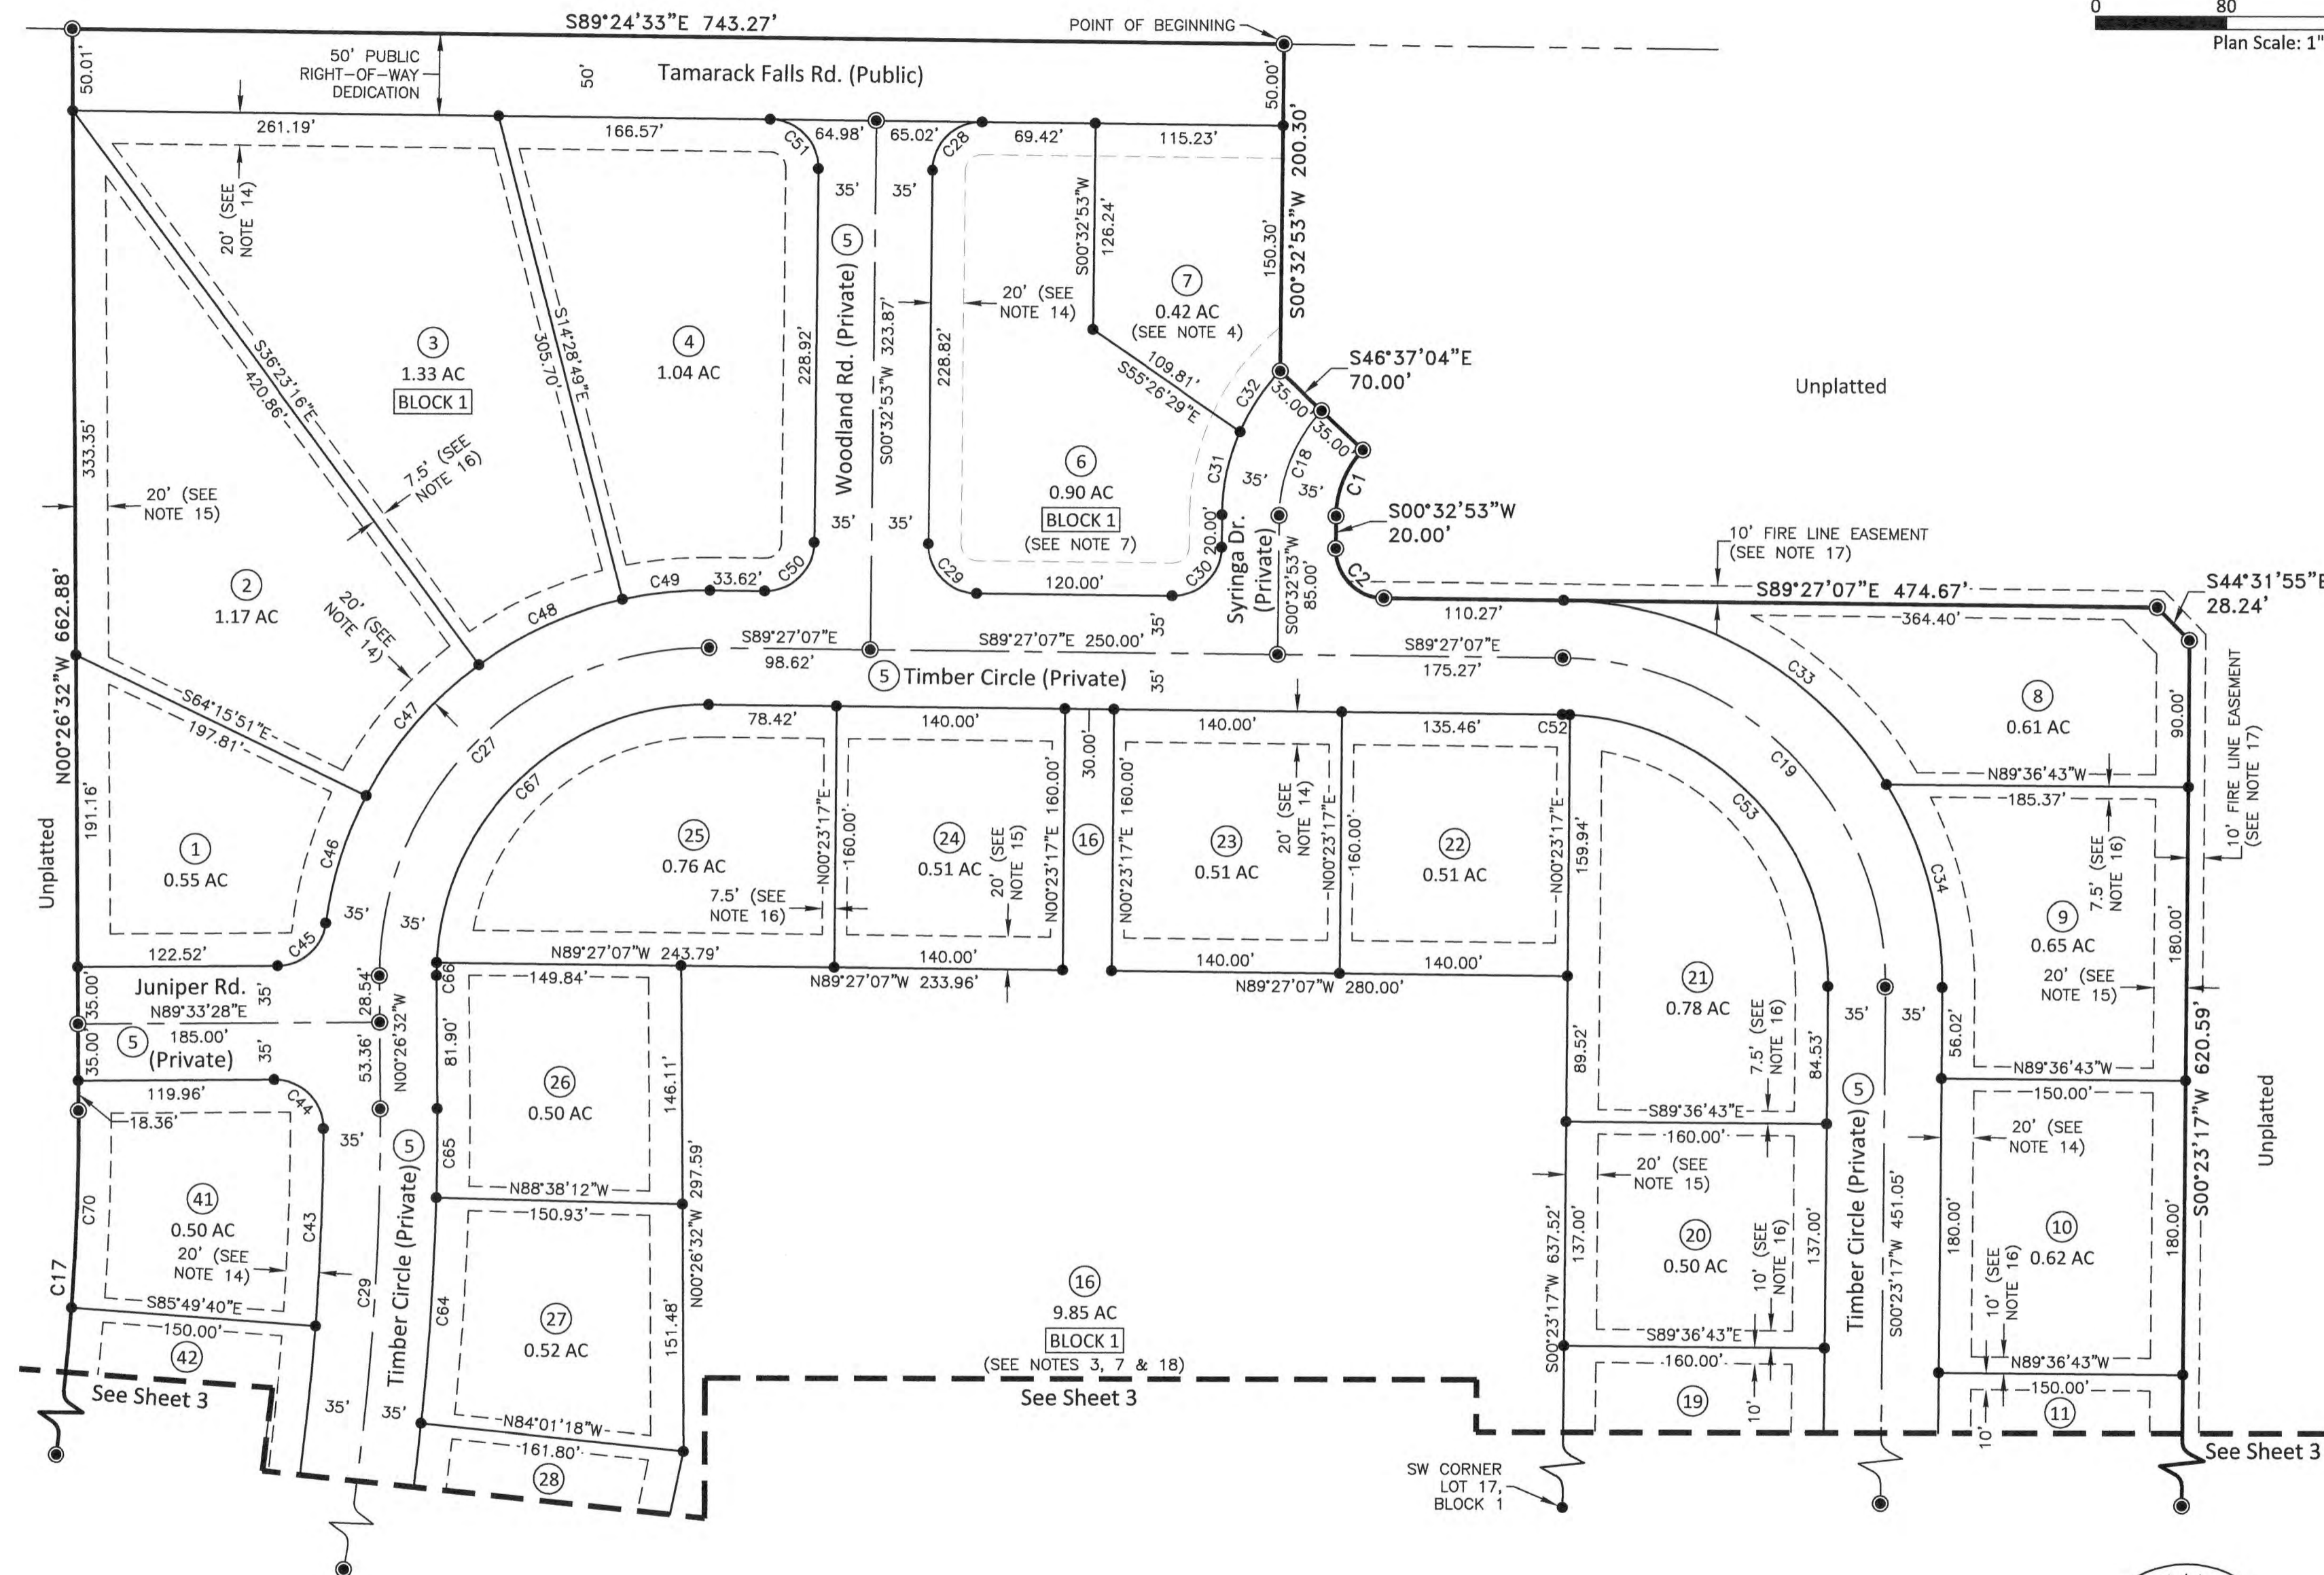 S89°24'33"E 743.27'
POINT OF BEGINNING
0 80
Plan Scale: 1"
50.01'
50' PUBLIC
RIGHT-OF-WAY
DEDICATION
50'
Tamarack Falls Rd. (Public)
50.00'
261.19'
166.57'
C51
64.98'
65.02'
C28
69.42'
115.23'
S00°32'53"W 200.30'
20' (SEE
NOTE 14)
35'
35'
S00°32'53"W
126.24'
150.30'
Woodland Rd. (Private) 5
S00°32'53"W 323.87'
228.92'
228.82'
20' (SEE
NOTE 14)
7
0.42 AC
(SEE NOTE 4)
3
1.33 AC
BLOCK 1
4
1.04 AC
S36°23'16"E
420.86'
S14°28'49"E
305.70'
109.81'
S55°26'29"E
C32
S46°37'04"E
70.00'
35.00'
35.00'
Unplatted
333.35'
7.5' (SEE
NOTE 16)
20' (SEE
NOTE 15)
6
0.90 AC
BLOCK 1
(SEE NOTE 7)
C31
35'
C18
35'
C1
35'
35'
S00°32'53"W
20.00'
10' FIRE LINE EASEMENT
(SEE NOTE 17)
20.00'
Syringa Dr.
(Private)
S00°32'53"W
85.00'
C2
C50
C29
C30
120.00'
C49
33.62'
C48
2
1.17 AC
20' (SEE
NOTE 14)
N00°26'32"W 662.88'
110.27'
S89°27'07"E 474.67'
S44°31'55"E
28.24'
364.40'
S89°27'07"E
98.62'
S89°27'07"E 250.00'
35'
S89°27'07"E
175.27'
5 Timber Circle (Private)
35'
C33
8
0.61 AC
90.00'
10' FIRE LINE EASEMENT
(SEE NOTE 17)
S64°15'51"E
197.81'
C47
C27
78.42'
140.00'
30.00'
140.00'
135.46'
C52
C19
N89°36'43"W
185.37'
191.16'
C67
C53
Unplatted
1
0.55 AC
C46
25
0.76 AC
7.5' (SEE
NOTE 16)
N00°23'17"E
160.00'
24
0.51 AC
20' (SEE
NOTE 15)
N00°23'17"E 160.00'
16
N00°23'17"E 160.00'
23
0.51 AC
20' (SEE
NOTE 14)
N00°23'17"E
160.00'
22
0.51 AC
N00°23'17"E
159.94'
C34
7.5' (SEE
NOTE 16)
9
0.65 AC
20' (SEE
NOTE 15)
180.00'
35'
35'
122.52'
C45
N89°27'07"W 243.79'
149.84'
140.00'
N89°27'07"W 233.96'
140.00'
140.00'
N89°27'07"W 280.00'
35.00'
Juniper Rd.
35'
N89°33'28"E
185.00'
5
(Private)
35.00'
35'
28.54'
53.36'
N00°26'32"W
C66
81.90'
21
0.78 AC
7.5' (SEE
NOTE 16)
89.52'
84.53'
35'
35'
56.02'
S00°23'17"W 620.59'
Unplatted
119.96'
C44
18.36'
26
0.50 AC
146.11'
S89°36'43"E
160.00'
N89°36'43"W
150.00'
35'
Timber Circle (Private) 5
C65
20' (SEE
NOTE 15)
Timber Circle (Private) 5
20' (SEE
NOTE 14)
N88°38'12"W
150.93'
N00°26'32"W 297.59'
C70
41
0.50 AC
20' (SEE
NOTE 14)
C43
C17
C29
C64
27
0.52 AC
151.48'
16
9.85 AC
BLOCK 1
(SEE NOTES 3, 7 & 18)
S00°23'17"W 637.52'
137.00'
20
0.50 AC
10' (SEE
NOTE 16)
137.00'
S00°23'17"W 451.05'
180.00'
10
0.62 AC
10' (SEE
NOTE 16)
180.00'
S85°49'40"E
150.00'
42
S89°36'43"E
160.00'
N89°36'43"W
150.00'
See Sheet 3
See Sheet 3
35'
35'
N84°01'18"W
161.80'
28
19
10'
11
10'
See Sheet 3
SW CORNER
LOT 17,
BLOCK 1